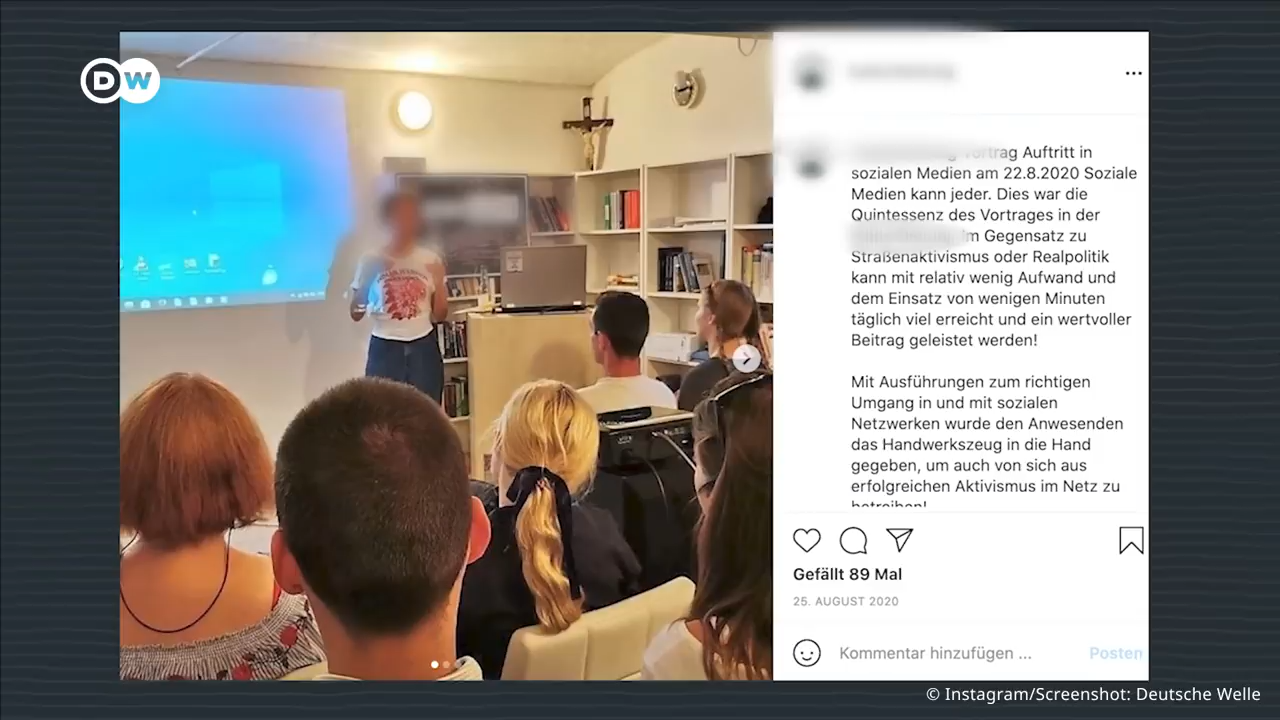 DW
Vortrag Auftritt in
sozialen Medien am 22.8.2020 Soziale
Medien kann jeder. Dies war die
Quintessenz des Vortrages in der
im Gegensatz zu
Straßenaktivismus oder Realpolitik
kann mit relativ wenig Aufwand und
dem Einsatz von wenigen Minuten
täglich viel erreicht und ein wertvoller
Beitrag geleistet werden!
Mit Ausführungen zum richtigen
Umgang in und mit sozialen
Netzwerken wurde den Anwesenden
das Handwerkszeug in die Hand
gegeben, um auch von sich aus
erfolgreichen Aktivismus im Netz zu
betreiben!
Gefällt 89 Mal
25. AUGUST 2020
Kommentar hinzufügen ...
Posten
© Instagram/Screenshot: Deutsche Welle